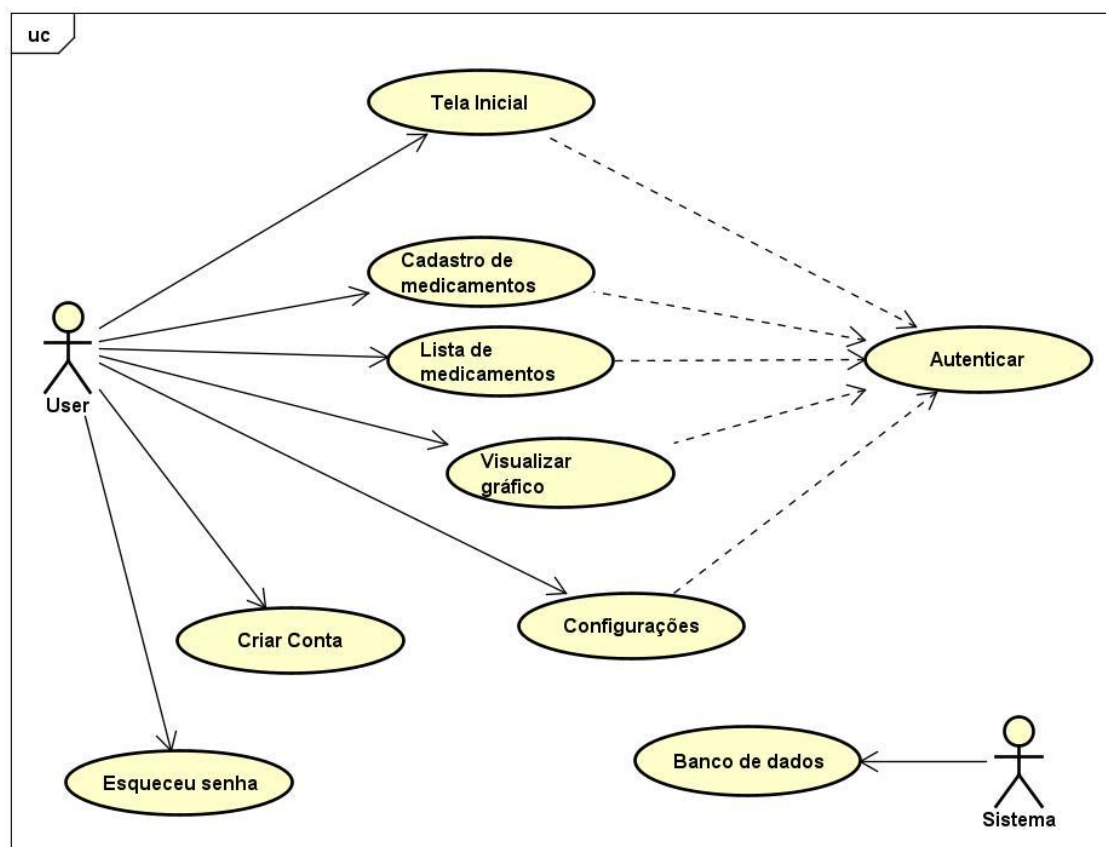 uc
Tela Inicial
Cadastro de
medicamentos
Lista de
medicamentos
Autenticar
User
Visualizar
gráfico
Criar Conta
Configurações
Esqueceu senha
Banco de dados
Sistema